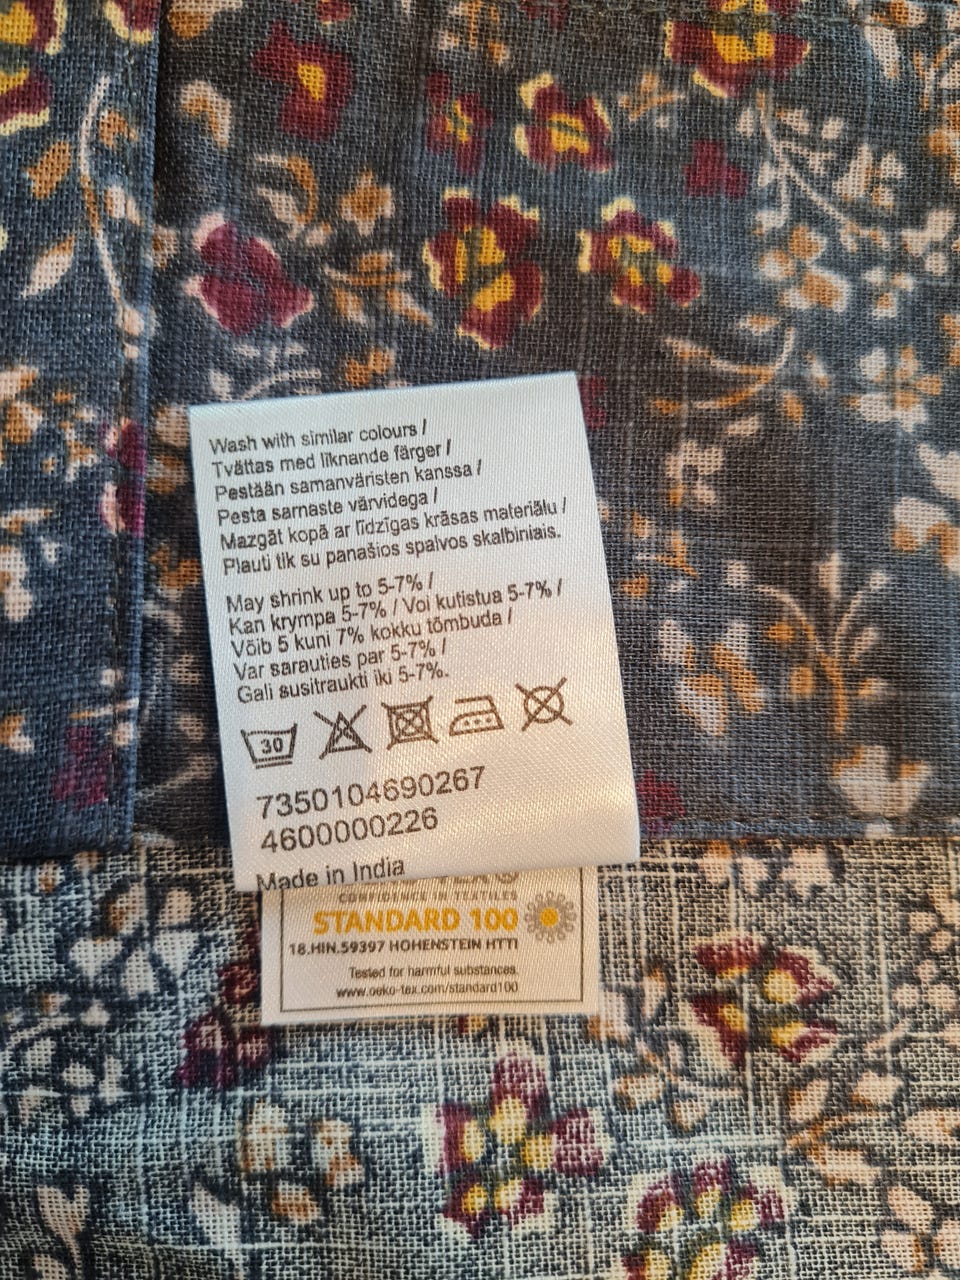 Wash with similar colours /
Tvättas med liknande färger /
Pestään samanväristen kanssa /
Pesta sarnaste värvidega /
Mazgāt kopā ar līdzīgas krāsas materiālu /
Plauti tik su panašios spalvos skalbiniais.
May shrink up to 5-7% /
Kan krympa 5-7% / Voi kutistua 5-7% /
Võib 5 kuni 7% kokku tõmbuda /
Var sarauties par 5-7% /
Gali susitraukti iki 5-7%.
30
7350104690267
4600000226
Made in India
CONFIDENCE IN TEXTILES
STANDARD 100
18.HIN.59397 HOHENSTEIN HTTI
Tested for harmful substances.
www.oeko-tex.com/standard100